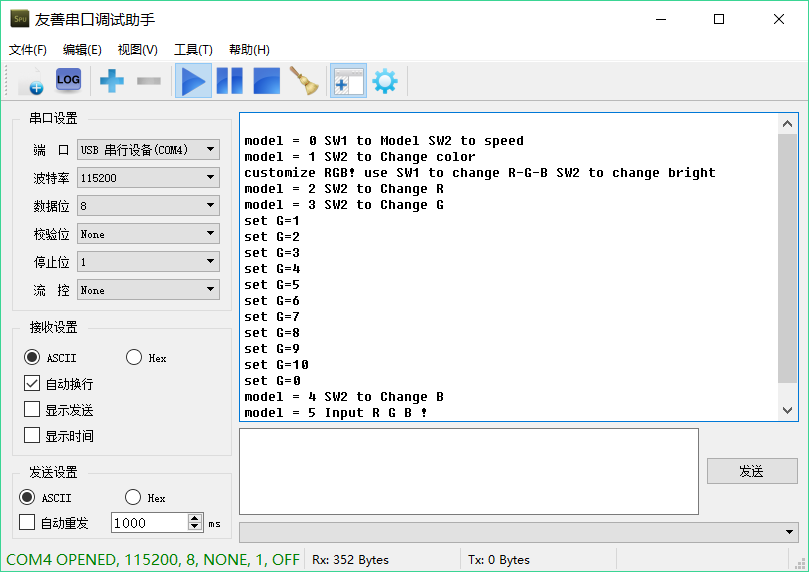 友善串口调试助手
文件(F) 编辑(E) 视图(V) 工具(T) 帮助(H)
LOG
串口设置
端 口 USB 串行设备(COM4)
波特率 115200
数据位 8
校验位 None
停止位 1
流 控 None
接收设置
ASCII Hex
自动换行
显示发送
显示时间
发送设置
ASCII Hex
自动重发 1000 ms
model = 0 SW1 to Model SW2 to speed
model = 1 SW2 to Change color
customize RGB! use SW1 to change R-G-B SW2 to change bright
model = 2 SW2 to Change R
model = 3 SW2 to Change G
set G=1
set G=2
set G=3
set G=4
set G=5
set G=6
set G=7
set G=8
set G=9
set G=10
set G=0
model = 4 SW2 to Change B
model = 5 Input R G B !
发送
COM4 OPENED, 115200, 8, NONE, 1, OFF Rx: 352 Bytes Tx: 0 Bytes